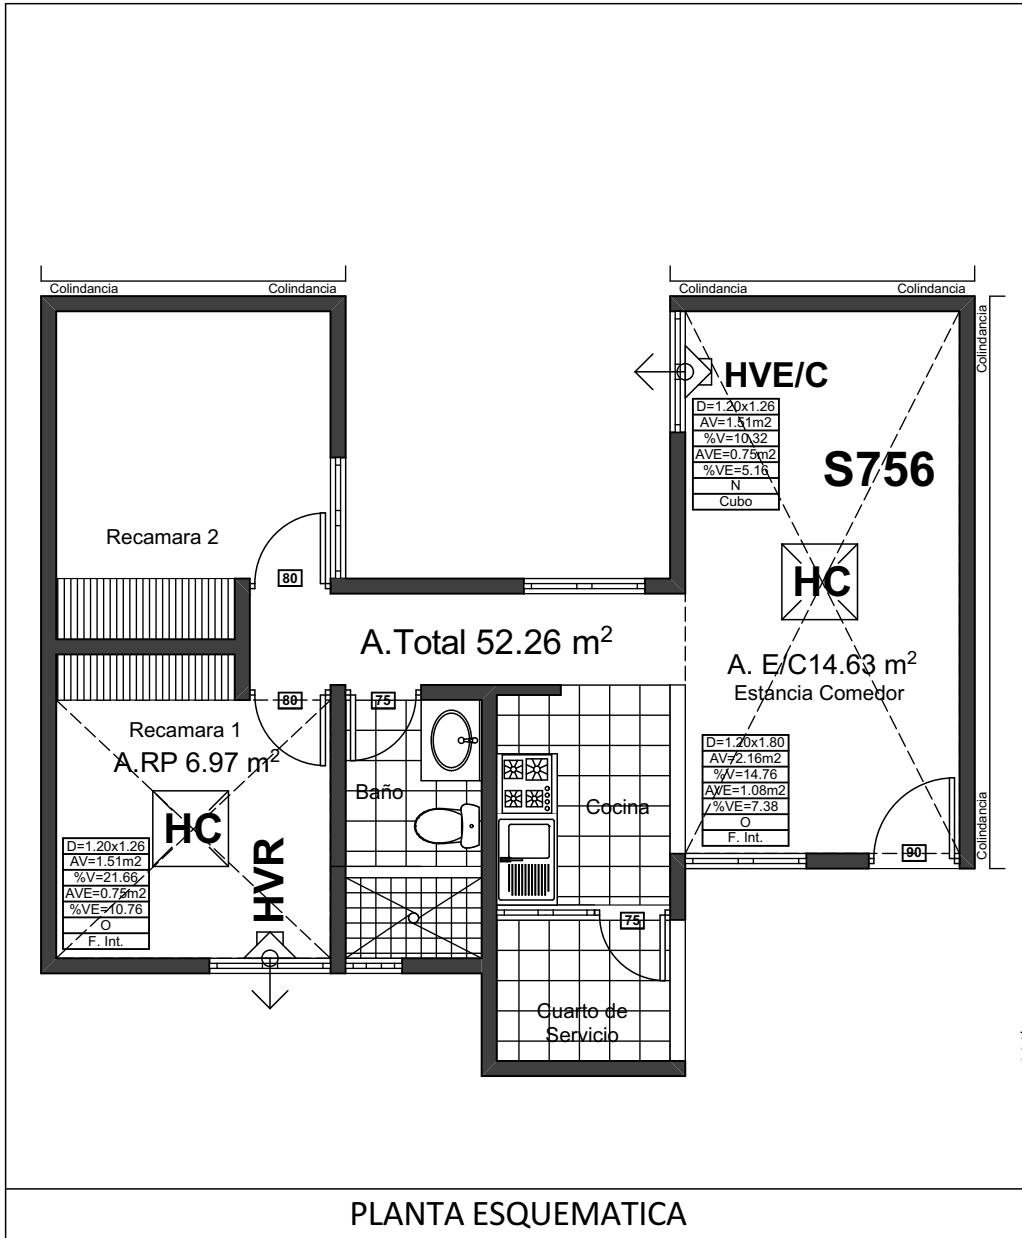 Colindancia
Colindancia
Colindancia
Colindancia
Colindancia
HVE/C
D=1.20x1.26
AV=1.51m2
%V=10.32
AVE=0.75m2
%VE=5.16
N
Cubo
S756
Recamara 2
80
HC
A.Total 52.26 m²
A. E/C14.63 m²
Estancia Comedor
80
75
Recamara 1
A.RP 6.97 m²
D=1.20x1.80
AV=2.16m2
%V=14.76
AVE=1.08m2
%VE=7.38
O
F. Int.
Baño
Cocina
HC
Colindancia
90
D=1.20x1.26
AV=1.51m2
%V=21.66
AVE=0.75m2
%VE=10.76
O
F. Int.
HVR
75
Cuarto de
Servicio
PLANTA ESQUEMATICA